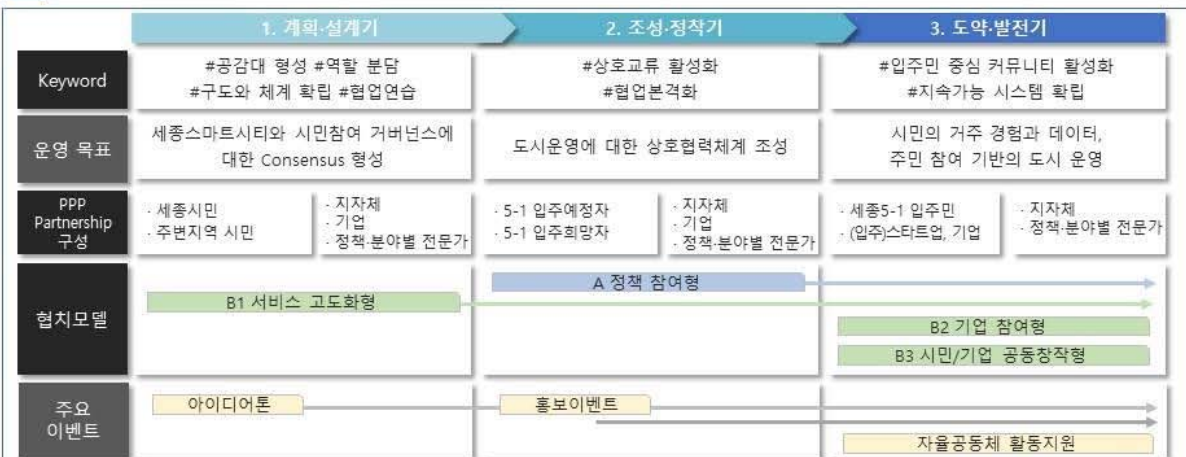 1. 계획·설계기
2. 조성·정착기
3. 도약·발전기
Keyword
#공감대 형성 #역할 분담
#구도와 체계 확립 #협업연습
#상호교류 활성화
#협업본격화
#입주민 중심 커뮤니티 활성화
#지속가능 시스템 확립
운영 목표
세종스마트시티와 시민참여 거버넌스에
대한 Consensus 형성
도시운영에 대한 상호협력체계 조성
시민의 거주 경험과 데이터,
주민 참여 기반의 도시 운영
PPP
Partnership
구성
· 세종시민
· 주변지역 시민
· 지자체
· 기업
· 정책·분야별 전문가
· 5-1 입주예정자
· 5-1 입주희망자
· 지자체
· 기업
· 정책·분야별 전문가
· 세종5-1 입주민
· (입주)스타트업, 기업
· 지자체
· 정책·분야별 전문가
협치모델
A 정책 참여형
B1 서비스 고도화형
B2 기업 참여형
B3 시민/기업 공동창작형
주요
이벤트
아이디어톤
홍보이벤트
자율공동체 활동지원